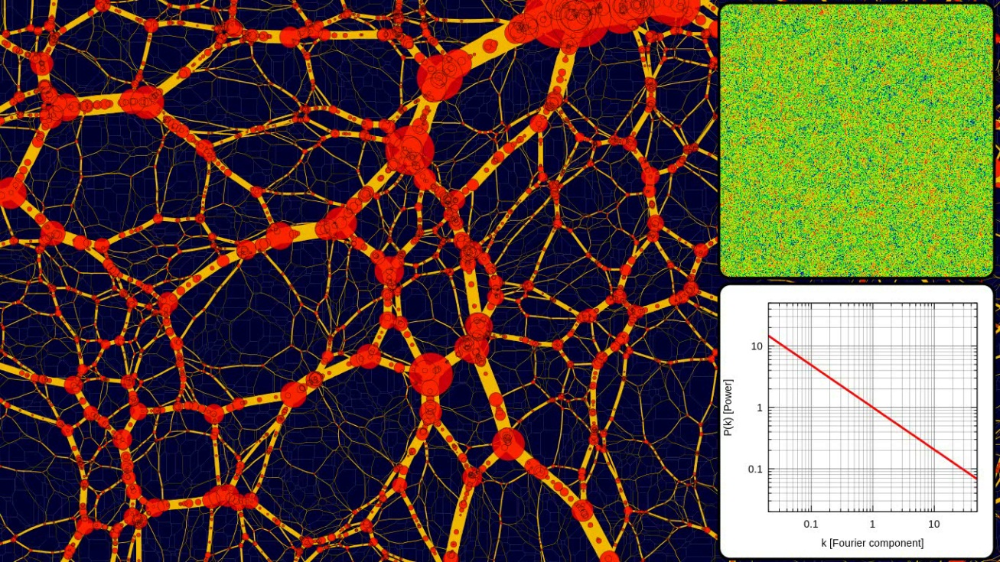 10
1
0.1
P(k) [Power]
0.1 1 10
k [Fourier component]